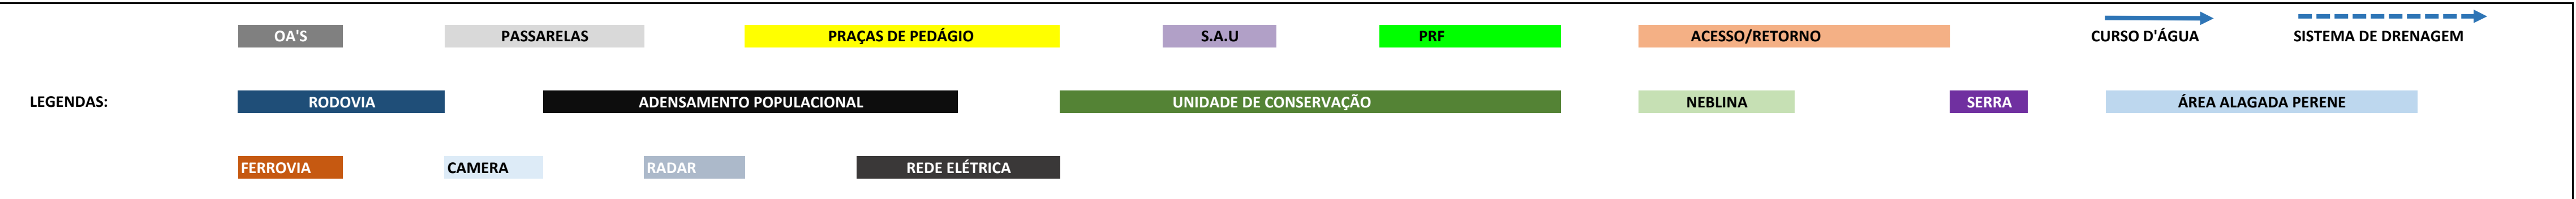 OA'S PASSARELAS PRAÇAS DE PEDÁGIO S.A.U PRF ACESSO/RETORNO CURSO D'ÁGUA SISTEMA DE DRENAGEM
LEGENDAS: RODOVIA ADENSAMENTO POPULACIONAL UNIDADE DE CONSERVAÇÃO NEBLINA SERRA ÁREA ALAGADA PERENE
FERROVIA CAMERA RADAR REDE ELÉTRICA